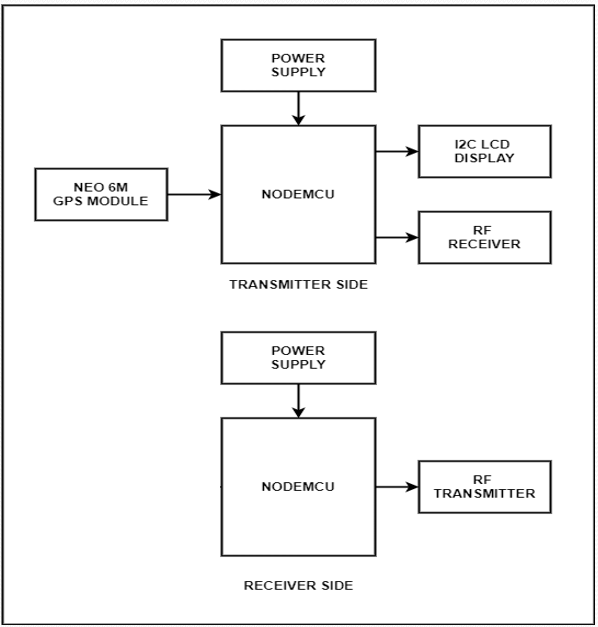 POWER
SUPPLY
I2C LCD
DISPLAY
NEO 6M
GPS MODULE
NODEMCU
RF
RECEIVER
TRANSMITTER SIDE
POWER
SUPPLY
NODEMCU
RF
TRANSMITTER
RECEIVER SIDE